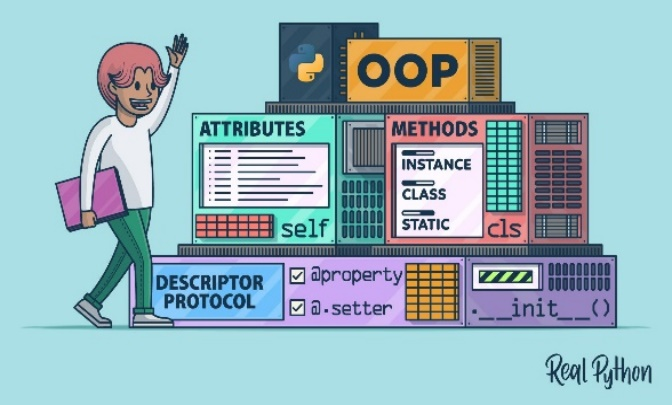 OOP
ATTRIBUTES
self
METHODS
INSTANCE
CLASS
STATIC
cls
DESCRIPTOR
PROTOCOL
@property
@.setter
.__init__()
Real Python